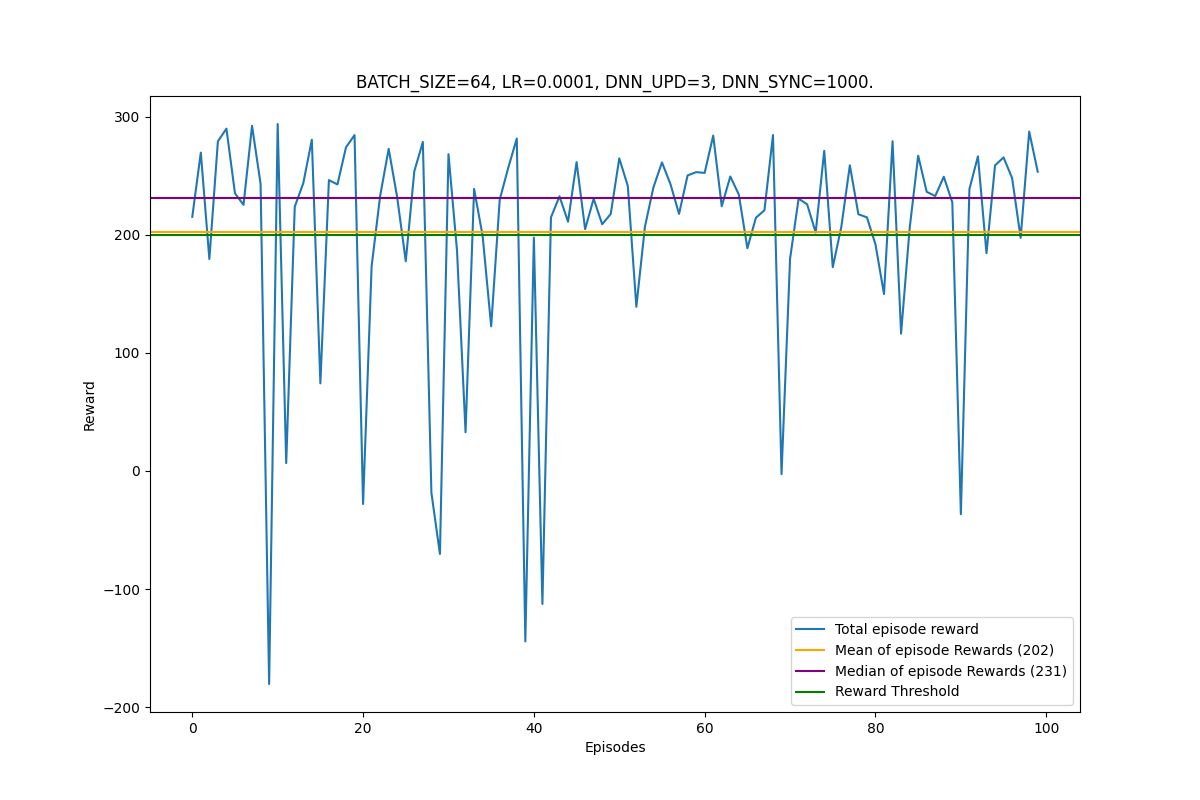 BATCH_SIZE=64, LR=0.0001, DNN_UPD=3, DNN_SYNC=1000.
300
200
100
0
−100
−200
Reward
0
20
40
60
80
100
Episodes
Total episode reward
Mean of episode Rewards (202)
Median of episode Rewards (231)
Reward Threshold